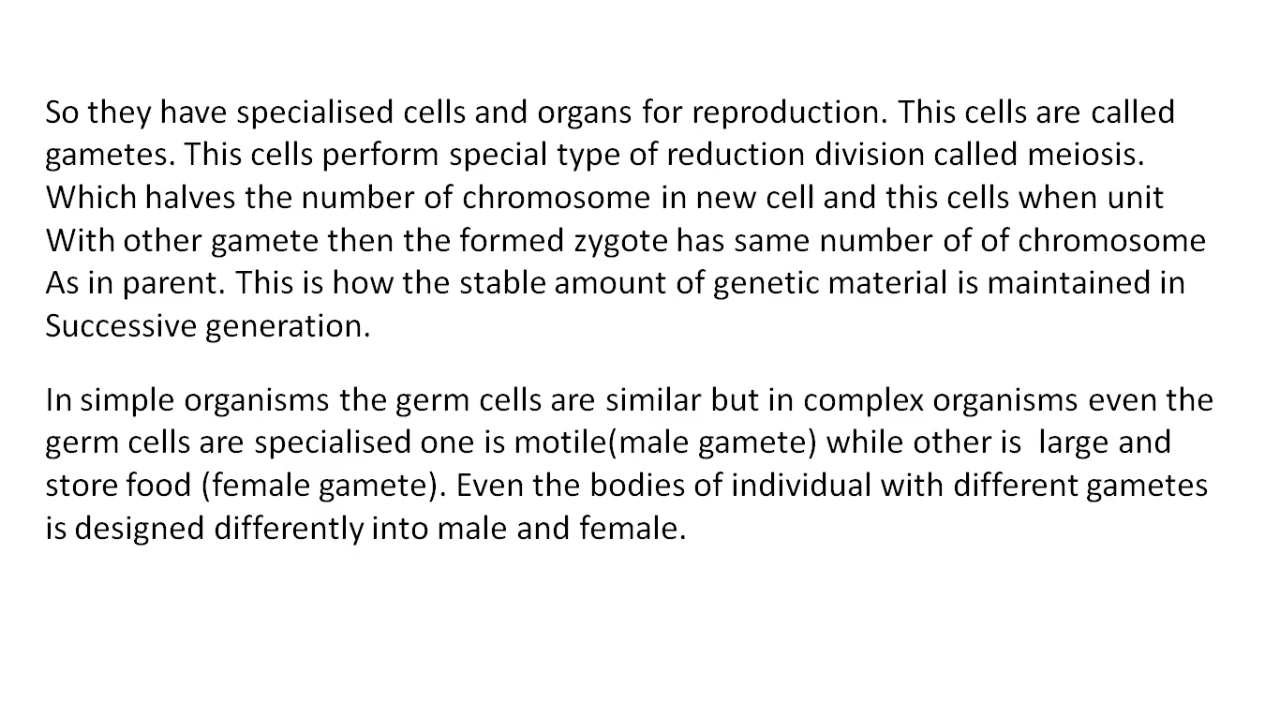 So they have specialised cells and organs for reproduction. This cells are called
gametes. This cells perform special type of reduction division called meiosis.
Which halves the number of chromosome in new cell and this cells when unit
With other gamete then the formed zygote has same number of of chromosome
As in parent. This is how the stable amount of genetic material is maintained in
Successive generation.
In simple organisms the germ cells are similar but in complex organisms even the
germ cells are specialised one is motile(male gamete) while other is  large and
store food (female gamete). Even the bodies of individual with different gametes
is designed differently into male and female.